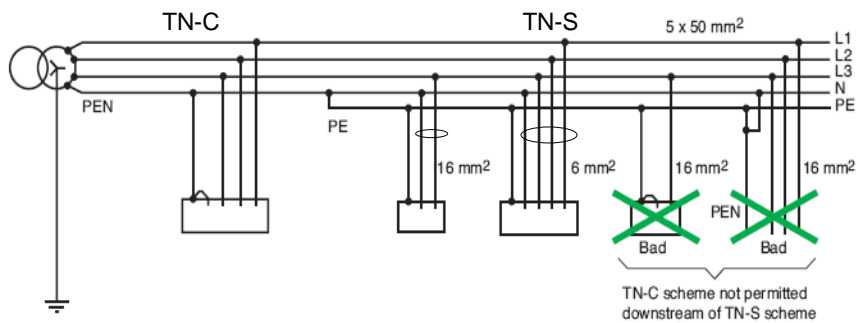 TN-C
TN-S
5 x 50 mm²
L1
L2
L3
N
PE
PEN
PE
16 mm²
6 mm²
16 mm²
16 mm²
PEN
Bad
Bad
TN-C scheme not permitted
downstream of TN-S scheme